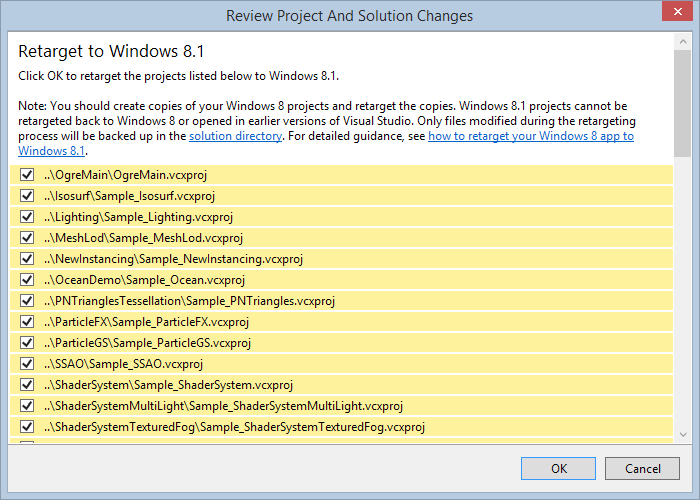 Review Project And Solution Changes
Retarget to Windows 8.1
Click OK to retarget the projects listed below to Windows 8.1.
Note: You should create copies of your Windows 8 projects and retarget the copies. Windows 8.1 projects cannot be
retargeted back to Windows 8 or opened in earlier versions of Visual Studio. Only files modified during the retargeting
process will be backed up in the solution directory. For detailed guidance, see how to retarget your Windows 8 app to
Windows 8.1.
..\OgreMain\OgreMain.vcxproj
..\Isosurf\Sample_Isosurf.vcxproj
..\Lighting\Sample_Lighting.vcxproj
..\MeshLod\Sample_MeshLod.vcxproj
..\NewInstancing\Sample_NewInstancing.vcxproj
..\OceanDemo\Sample_Ocean.vcxproj
..\PNTrianglesTessellation\Sample_PNTriangles.vcxproj
..\ParticleFX\Sample_ParticleFX.vcxproj
..\ParticleGS\Sample_ParticleGS.vcxproj
..\SSAO\Sample_SSAO.vcxproj
..\ShaderSystem\Sample_ShaderSystem.vcxproj
..\ShaderSystemMultiLight\Sample_ShaderSystemMultiLight.vcxproj
..\ShaderSystemTexturedFog\Sample_ShaderSystemTexturedFog.vcxproj
OK Cancel